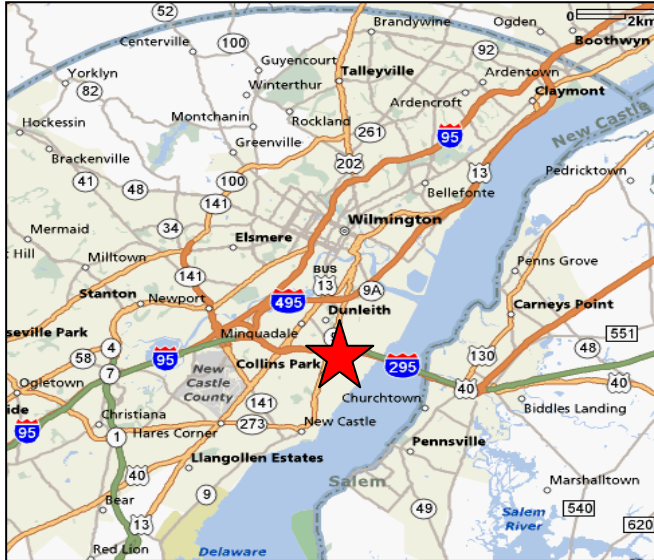 52
Brandywine
Ogden
0 2km
Centerville
100
Guyencourt
92
Boothwyn
Yorklyn
Talleyville
Ardentown
82
Winterthur
Claymont
Hockessin
Montchanin
Rockland
Ardencroft
261
95
New Castle
Brackenville
Greenville
202
Pedricktown
41
48
100
13
Bellefonte
141
34
Wilmington
Mermaid
Elsmere
t Hill
Milltown
BUS
13
Penns Grove
141
9A
Stanton
Newport
495
Dunleith
Carneys Point
seville Park
Minquadale
551
4
95
130
48
58
Collins Park
295
7
New
Castle
County
40
40
Ogletown
Churchtown
Biddles Landing
ide
141
Christiana
95
273
New Castle
1
Hares Corner
Pennsville
Llangollen Estates
40
Salem
Marshalltown
9
Bear
49
540
Salem
River
620
13
Red Lion
Delaware